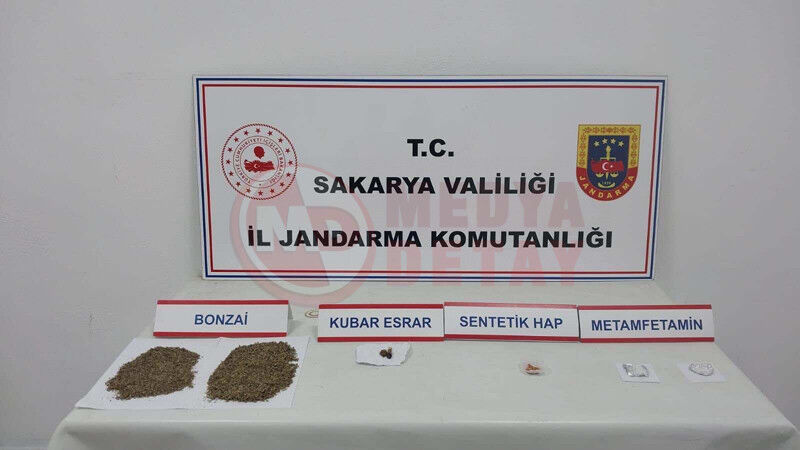 T.C.
SAKARYA VALİLİĞİ
İL JANDARMA KOMUTANLIĞI
JANDARMA
MEDYA
DETAY
BONZAİ
KUBAR ESRAR
SENTETİK HAP
METAMFETAMİN